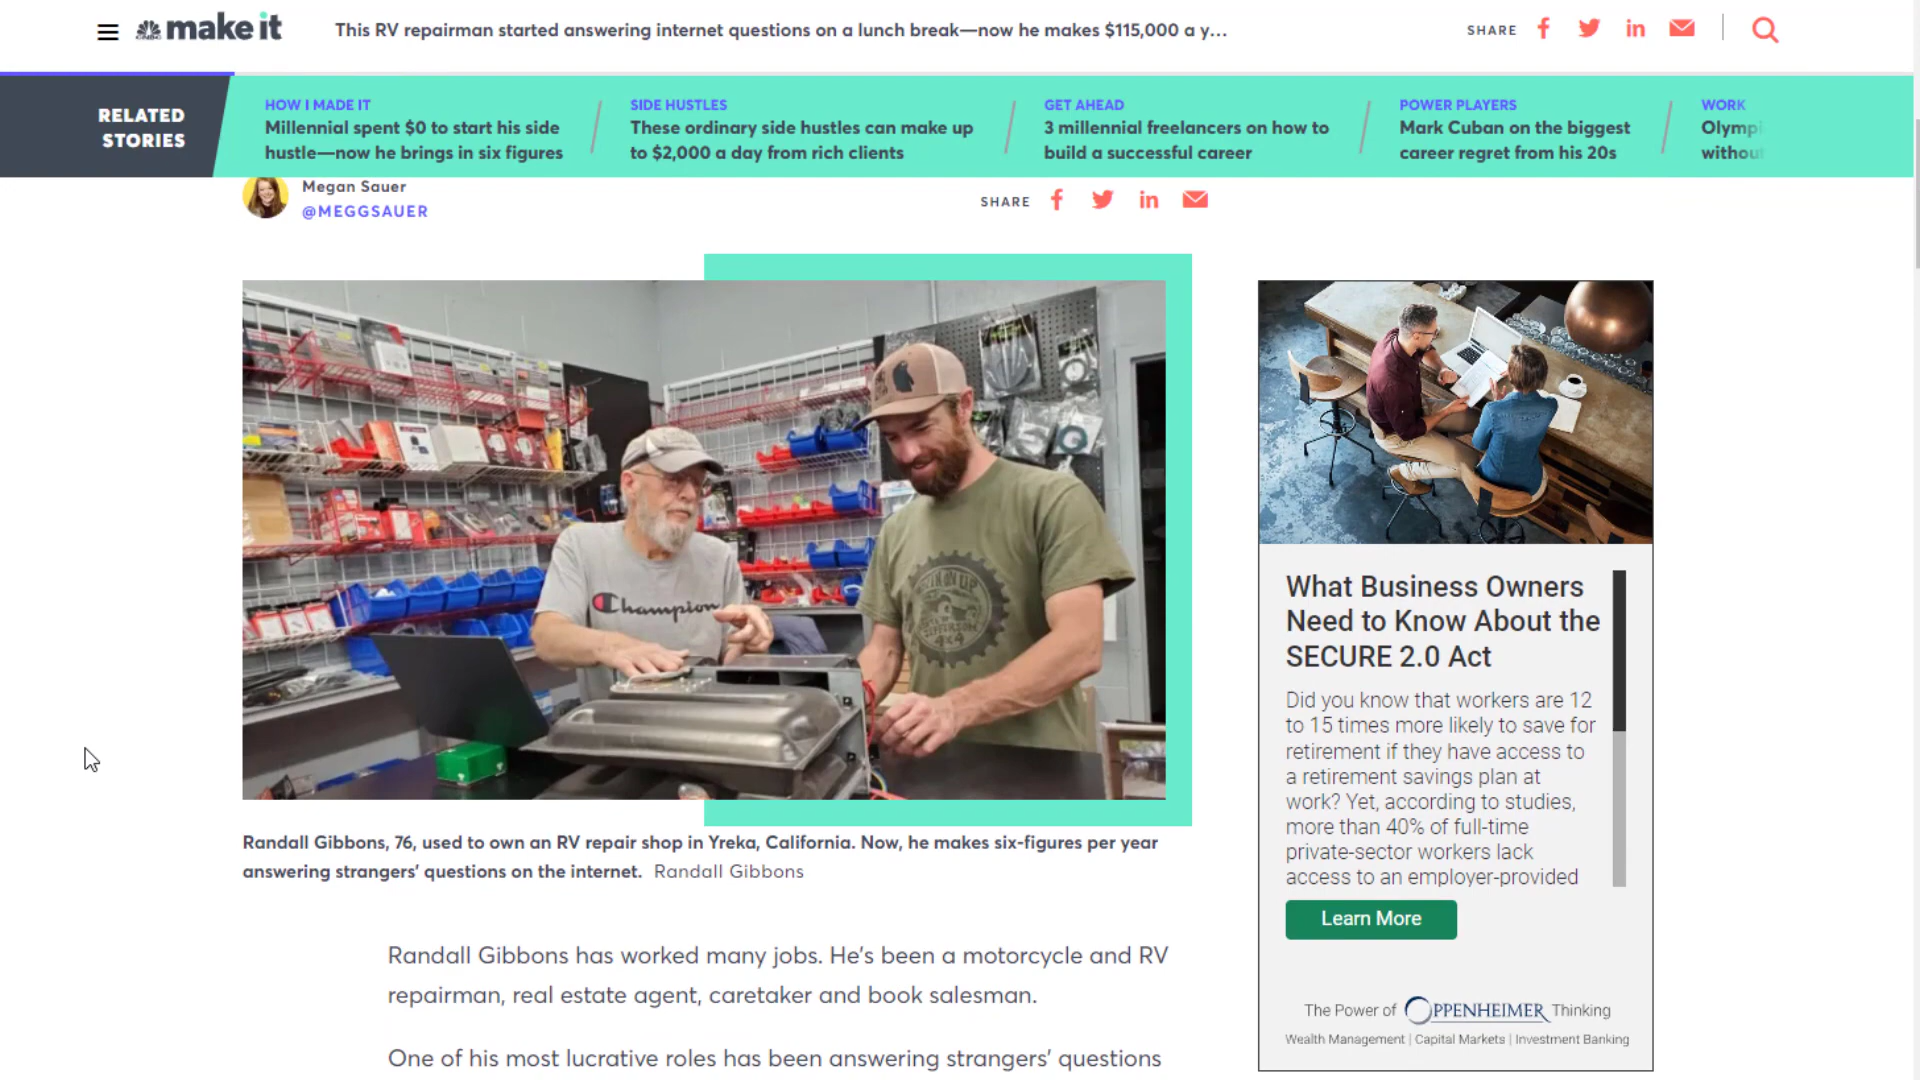 make it
This RV repairman started answering internet questions on a lunch break—now he makes $115,000 a y...
SHARE
RELATED
STORIES
HOW I MADE IT
Millennial spent $0 to start his side
hustle—now he brings in six figures
SIDE HUSTLES
These ordinary side hustles can make up
to $2,000 a day from rich clients
GET AHEAD
3 millennial freelancers on how to
build a successful career
POWER PLAYERS
Mark Cuban on the biggest
career regret from his 20s
WORK
Olympi
without
Megan Sauer
@MEGGSAUER
SHARE
Champion
4x4
Randall Gibbons, 76, used to own an RV repair shop in Yreka, California. Now, he makes six-figures per year
answering strangers’ questions on the internet. Randall Gibbons
Randall Gibbons has worked many jobs. He’s been a motorcycle and RV
repairman, real estate agent, caretaker and book salesman.
One of his most lucrative roles has been answering strangers’ questions
What Business Owners
Need to Know About the
SECURE 2.0 Act
Did you know that workers are 12
to 15 times more likely to save for
retirement if they have access to
a retirement savings plan at
work? Yet, according to studies,
more than 40% of full-time
private-sector workers lack
access to an employer-provided
Learn More
The Power of OPPENHEIMER Thinking
Wealth Management | Capital Markets | Investment Banking